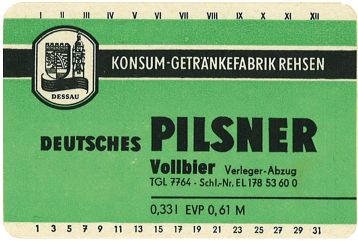 I II III IV V VI VII VIII IX X XI XII
DESSAU
KONSUM-GETRÄNKEFABRIK REHSEN
DEUTSCHES PILSNER
Vollbier Verleger-Abzug
TGL 7764 - Schl.-Nr. EL 178 53 60 0
0,33 l EVP 0,61 M
1 3 5 7 9 11 13 15 17 19 21 23 25 27 29 31